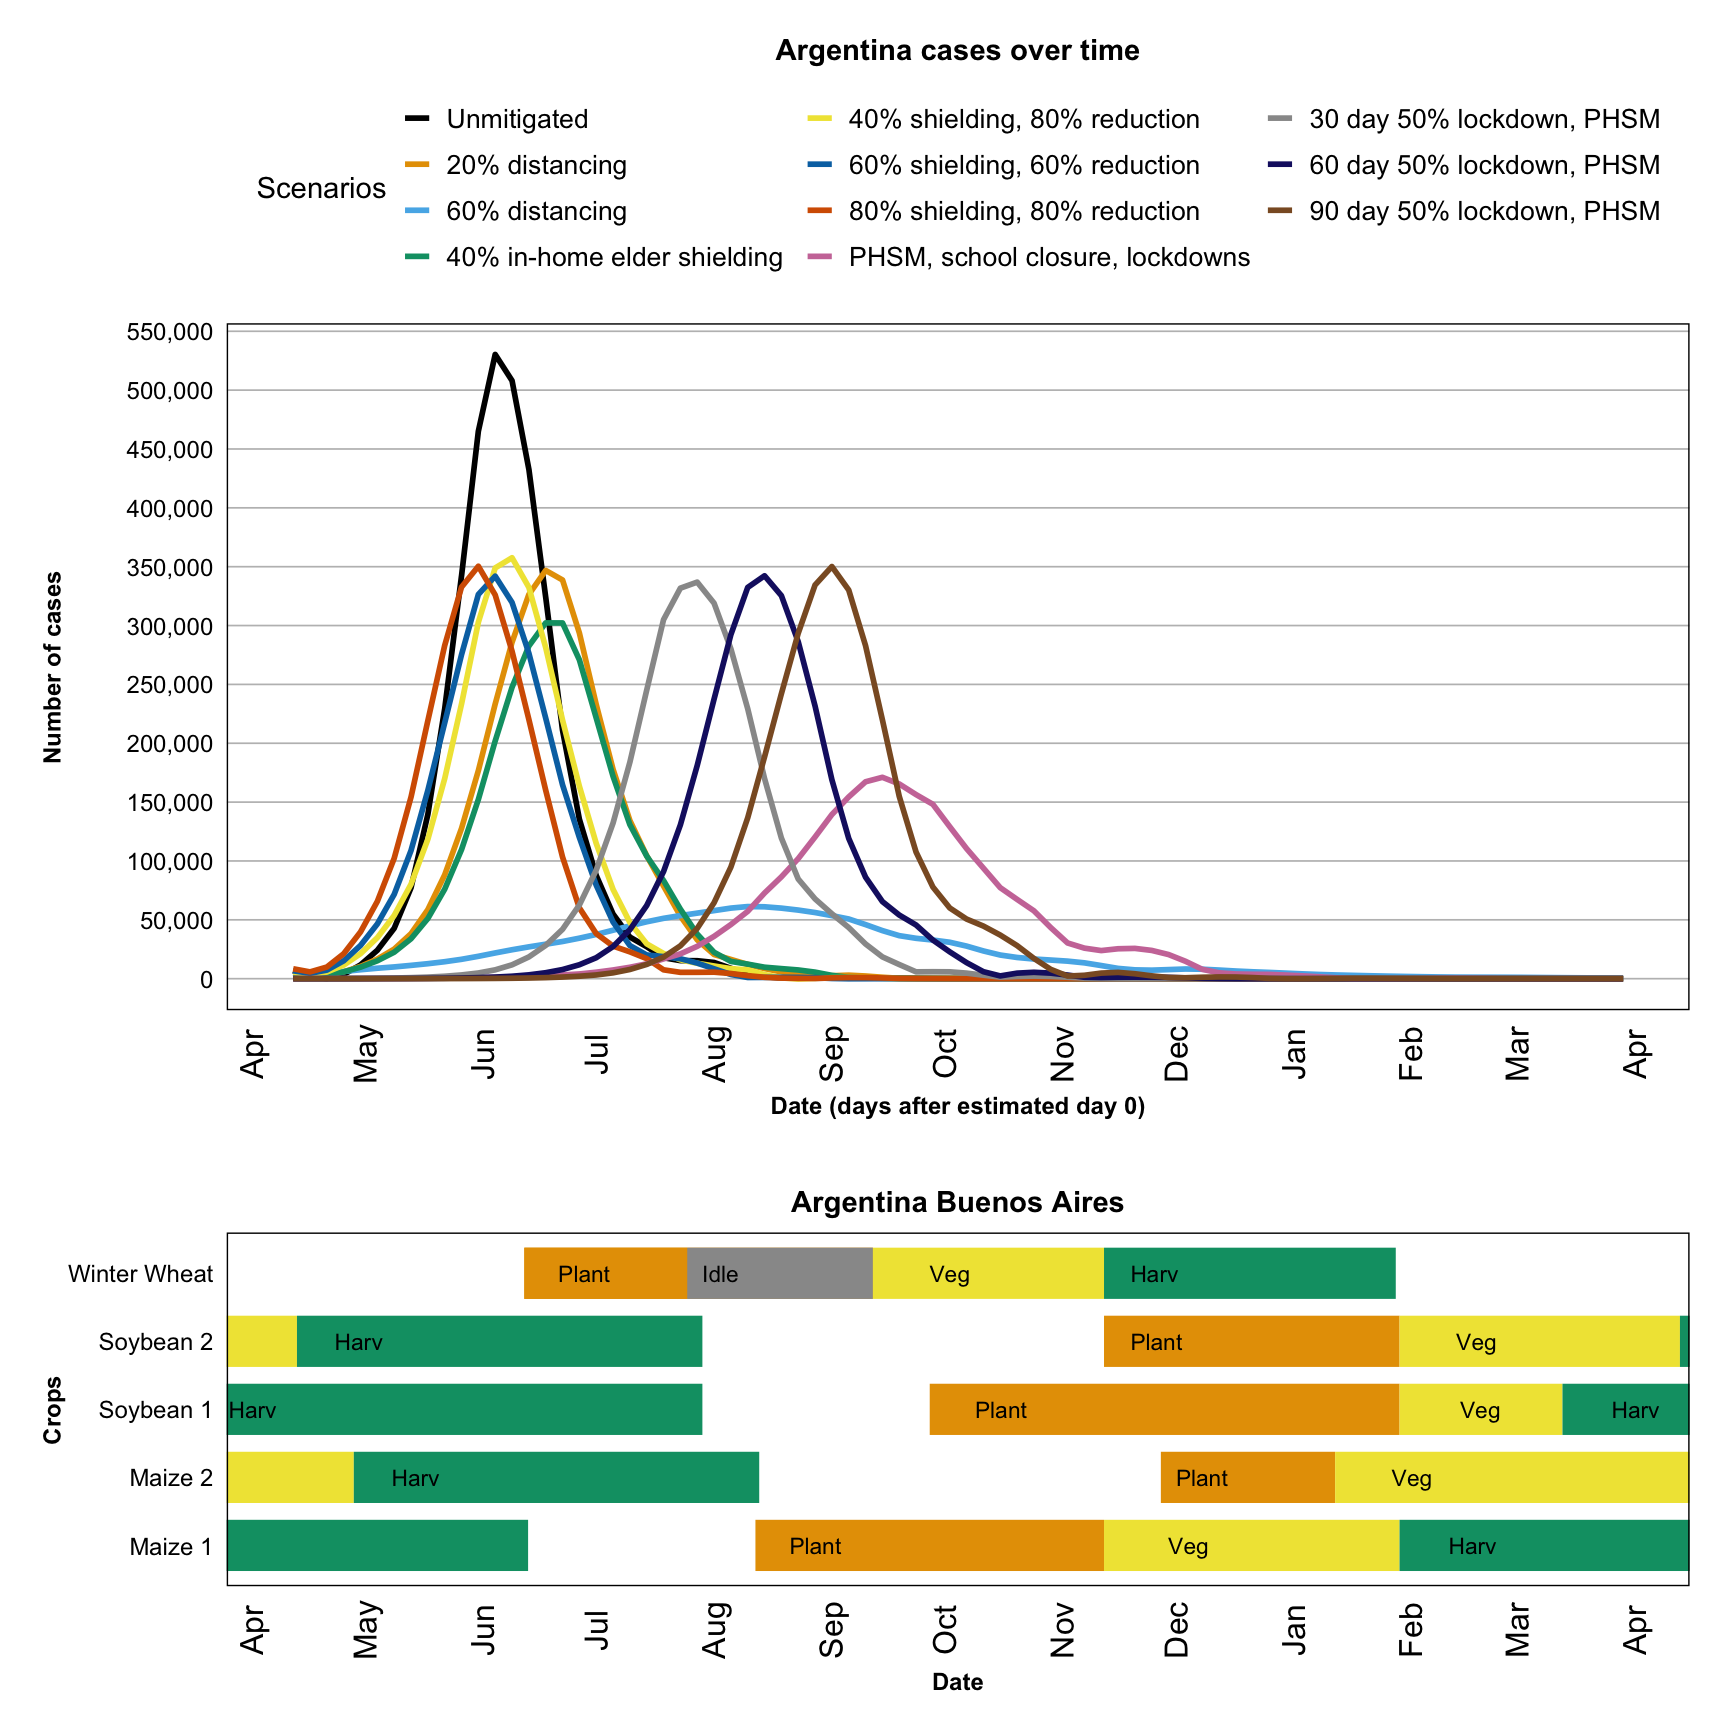 Argentina cases over time
Scenarios
Unmitigated
20% distancing
60% distancing
40% in-home elder shielding
40% shielding, 80% reduction
60% shielding, 60% reduction
80% shielding, 80% reduction
PHSM, school closure, lockdowns
30 day 50% lockdown, PHSM
60 day 50% lockdown, PHSM
90 day 50% lockdown, PHSM
Number of cases
550,000
500,000
450,000
400,000
350,000
300,000
250,000
200,000
150,000
100,000
50,000
0
Apr May Jun Jul Aug Sep Oct Nov Dec Jan Feb Mar Apr
Date (days after estimated day 0)
Argentina Buenos Aires
Crops
Winter Wheat Plant Idle Veg Harv
Soybean 2 Harv Plant Veg
Soybean 1 Harv Plant Veg Harv
Maize 2 Harv Plant Veg
Maize 1 Plant Veg Harv
Apr May Jun Jul Aug Sep Oct Nov Dec Jan Feb Mar Apr
Date